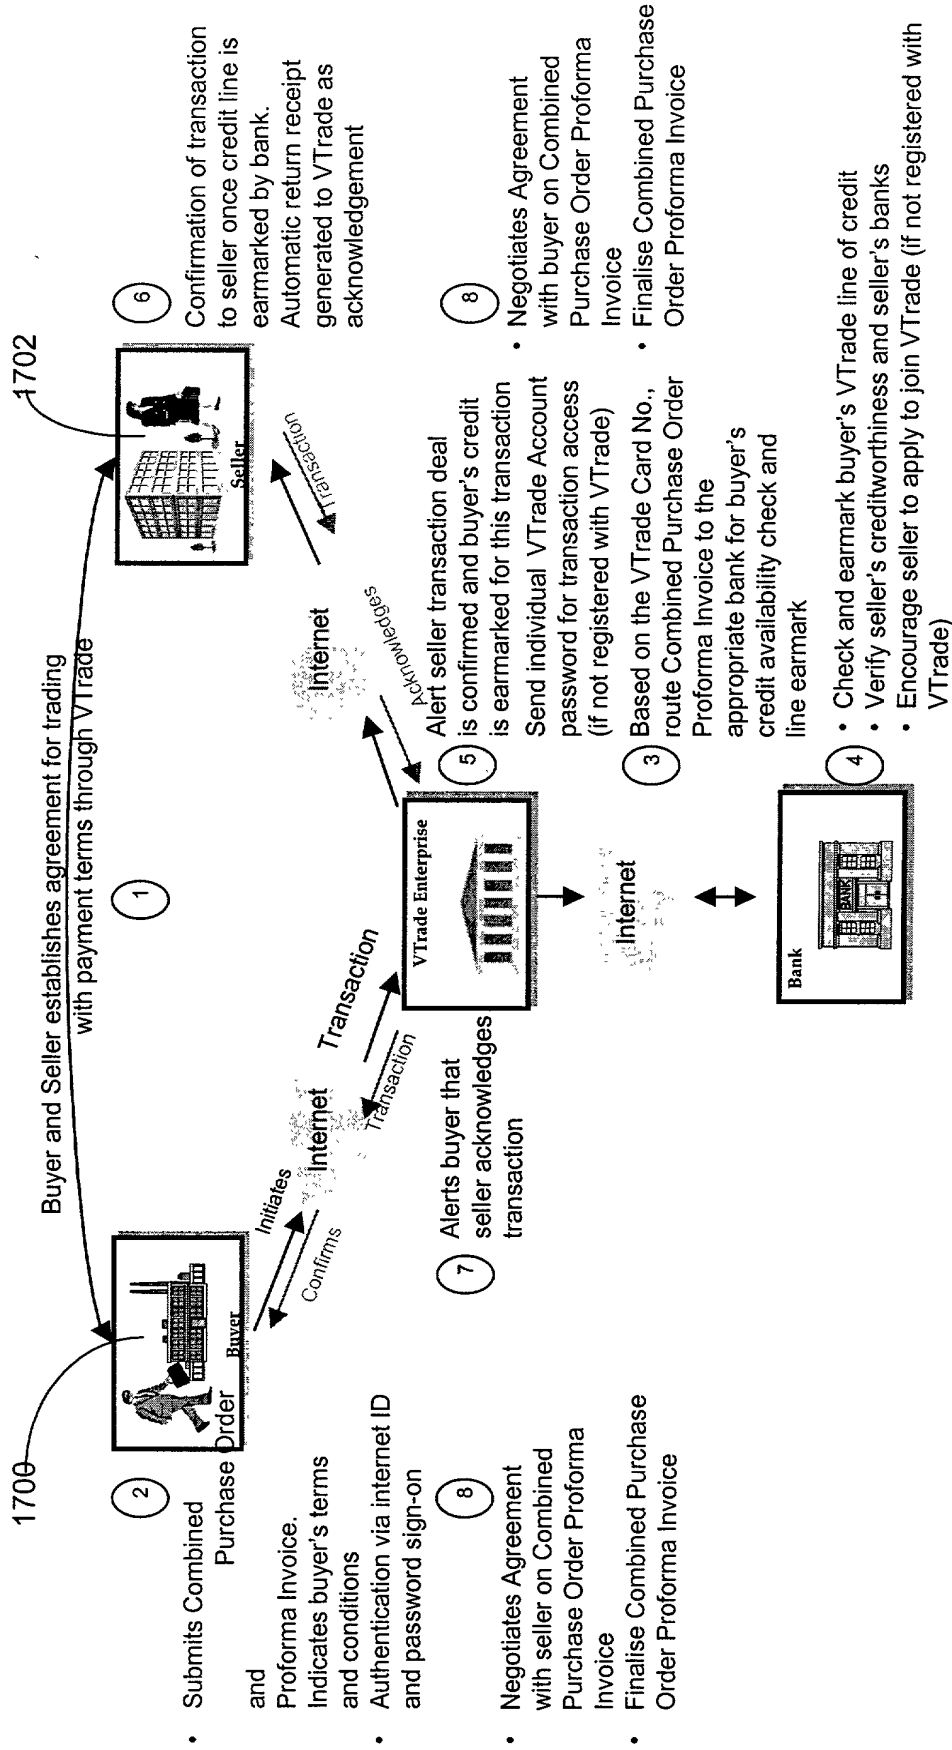 1700
1702
Buyer and Seller establishes agreement for trading
with payment terms through VTrade
1
2
• Submits Combined
Purchase Order
and
Proforma Invoice.
Indicates buyer's terms
and conditions
• Authentication via internet ID
and password sign-on
Buyer
Initiates
Confirms
Internet
Transaction
Transaction
VTrade Enterprise
Internet
Acknowledges
Transaction
Seller
6
Confirmation of transaction
to seller once credit line is
earmarked by bank.
Automatic return receipt
generated to VTrade as
acknowledgement
8
• Negotiates Agreement
with seller on Combined
Purchase Order Proforma
Invoice
• Finalise Combined Purchase
Order Proforma Invoice
7
Alerts buyer that
seller acknowledges
transaction
5
Alert seller transaction deal
is confirmed and buyer's credit
is earmarked for this transaction
Send individual VTrade Account
password for transaction access
(if not registered with VTrade)
8
• Negotiates Agreement
with buyer on Combined
Purchase Order Proforma
Invoice
• Finalise Combined Purchase
Order Proforma Invoice
Internet
3
Based on the VTrade Card No.,
route Combined Purchase Order
Proforma Invoice to the
appropriate bank for buyer's
credit availability check and
line earmark
Bank
BANK
4
• Check and earmark buyer's VTrade line of credit
• Verify seller's creditworthiness and seller's banks
• Encourage seller to apply to join VTrade (if not registered with
VTrade)